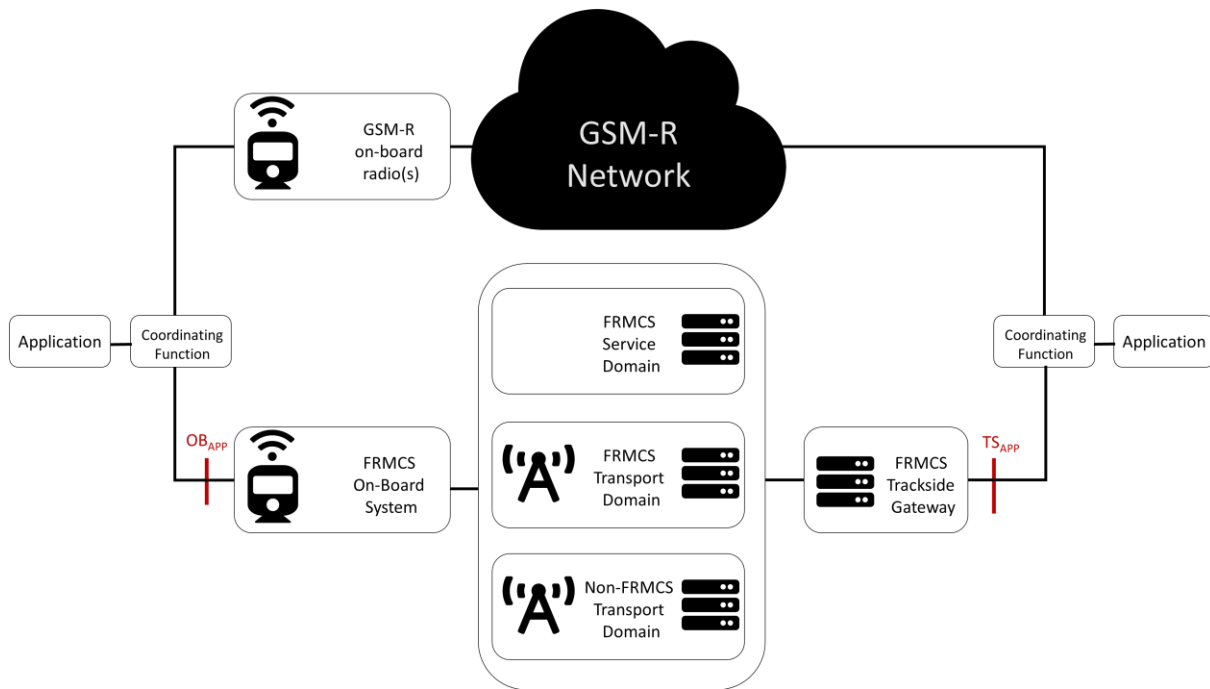 GSM-R
on-board
radio(s)
GSM-R
Network
Application
Coordinating
Function
FRMCS
Service
Domain
Coordinating
Function
Application
OBAPP
FRMCS
On-Board
System
FRMCS
Transport
Domain
FRMCS
Trackside
Gateway
TSAPP
Non-FRMCS
Transport
Domain